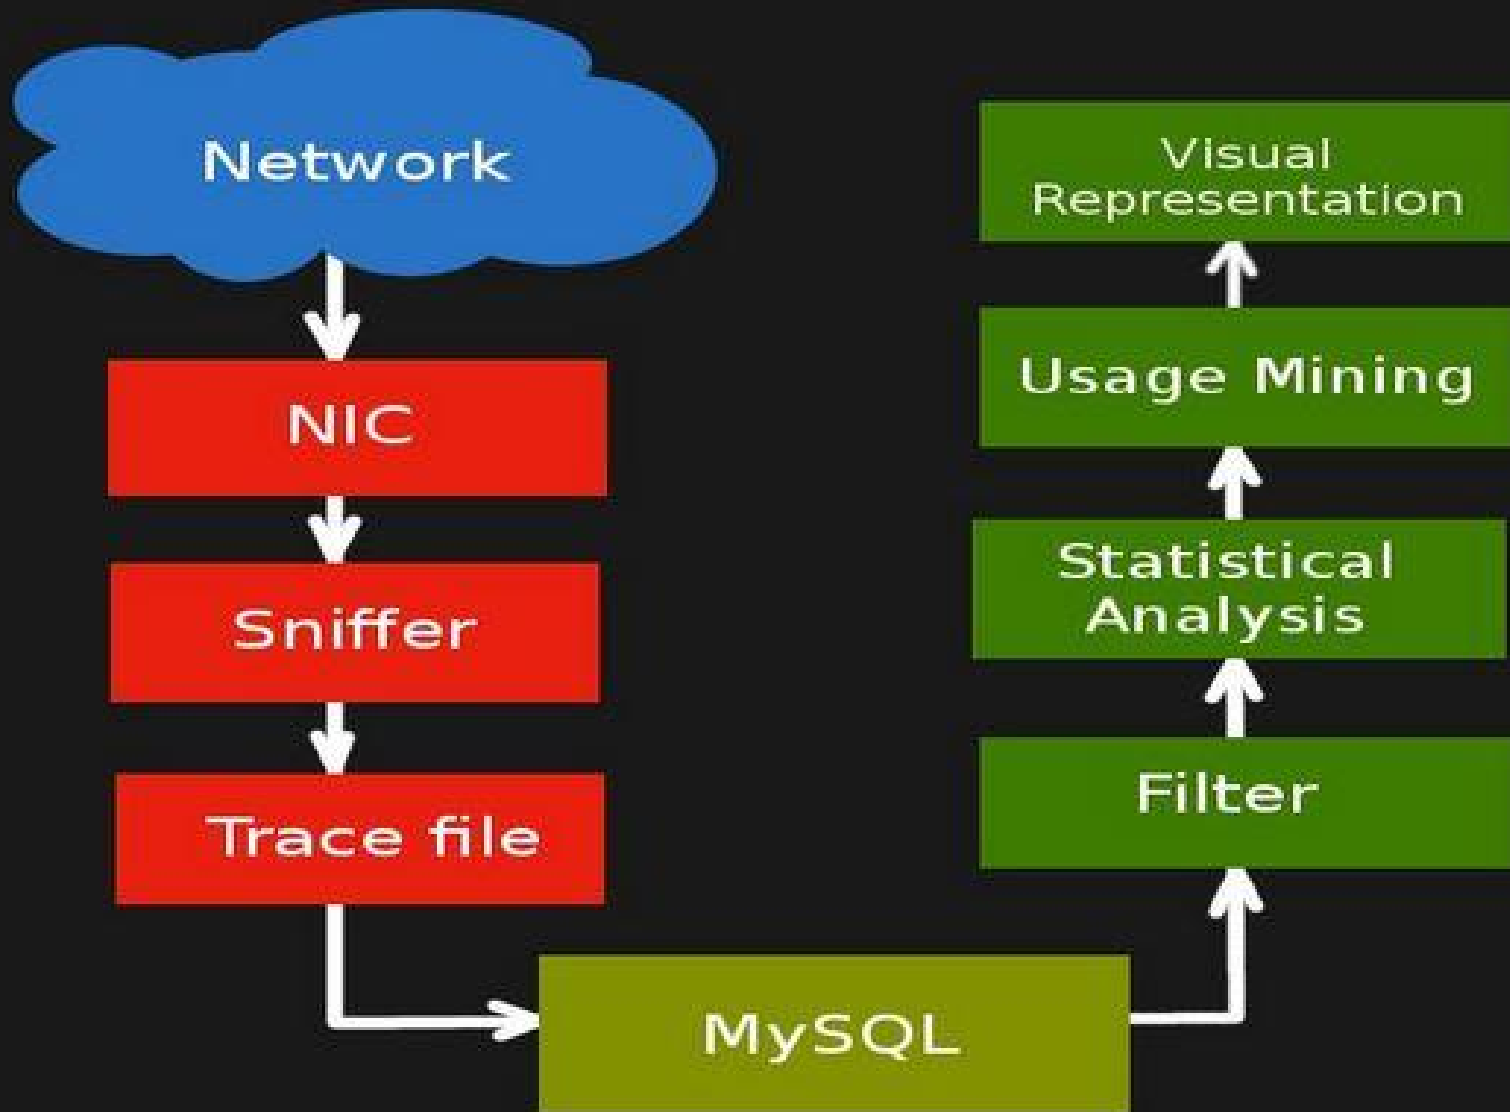 Network
NIC
Sniffer
Trace file
MySQL
Filter
Statistical
Analysis
Usage Mining
Visual
Representation